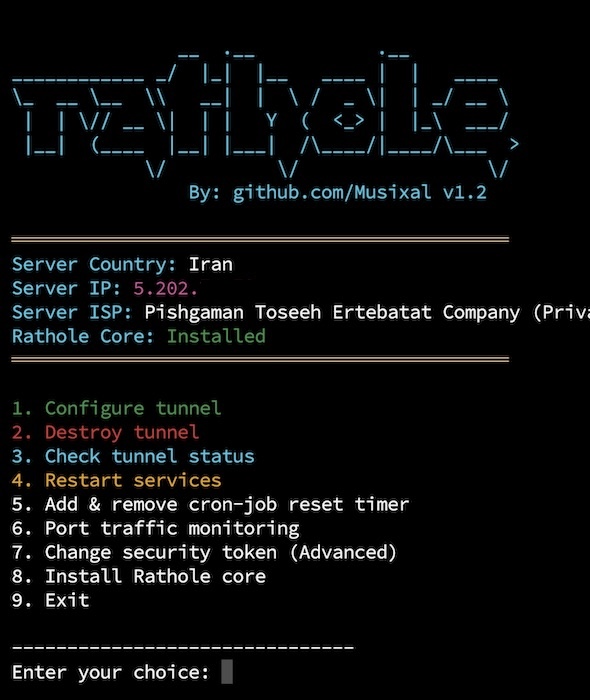 rathole
By: github.com/Musixal v1.2
Server Country: Iran
Server IP: 5.202.
Server ISP: Pishgaman Toseeh Ertebatat Company (Priva
Rathole Core: Installed
1. Configure tunnel
2. Destroy tunnel
3. Check tunnel status
4. Restart services
5. Add & remove cron-job reset timer
6. Port traffic monitoring
7. Change security token (Advanced)
8. Install Rathole core
9. Exit
-------------------------------
Enter your choice: